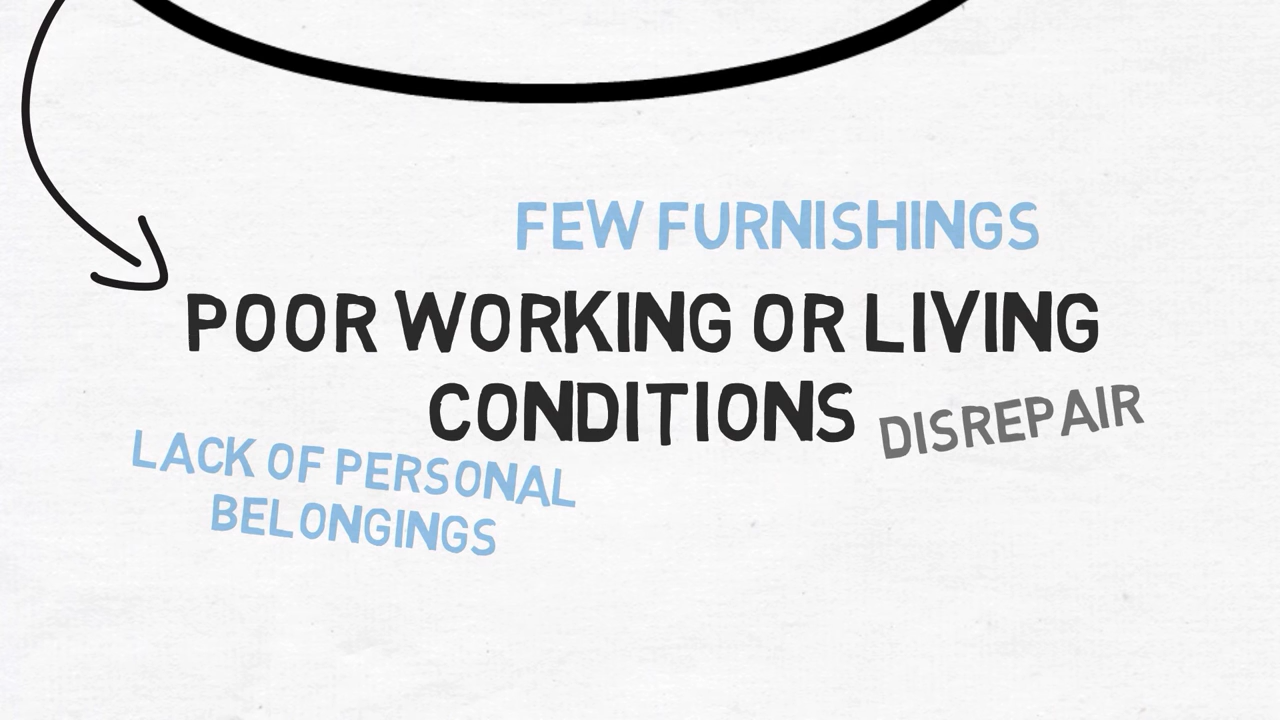 FEW FURNISHINGS
POOR WORKING OR LIVING
CONDITIONS
DISREPAIR
LACK OF PERSONAL
BELONGINGS